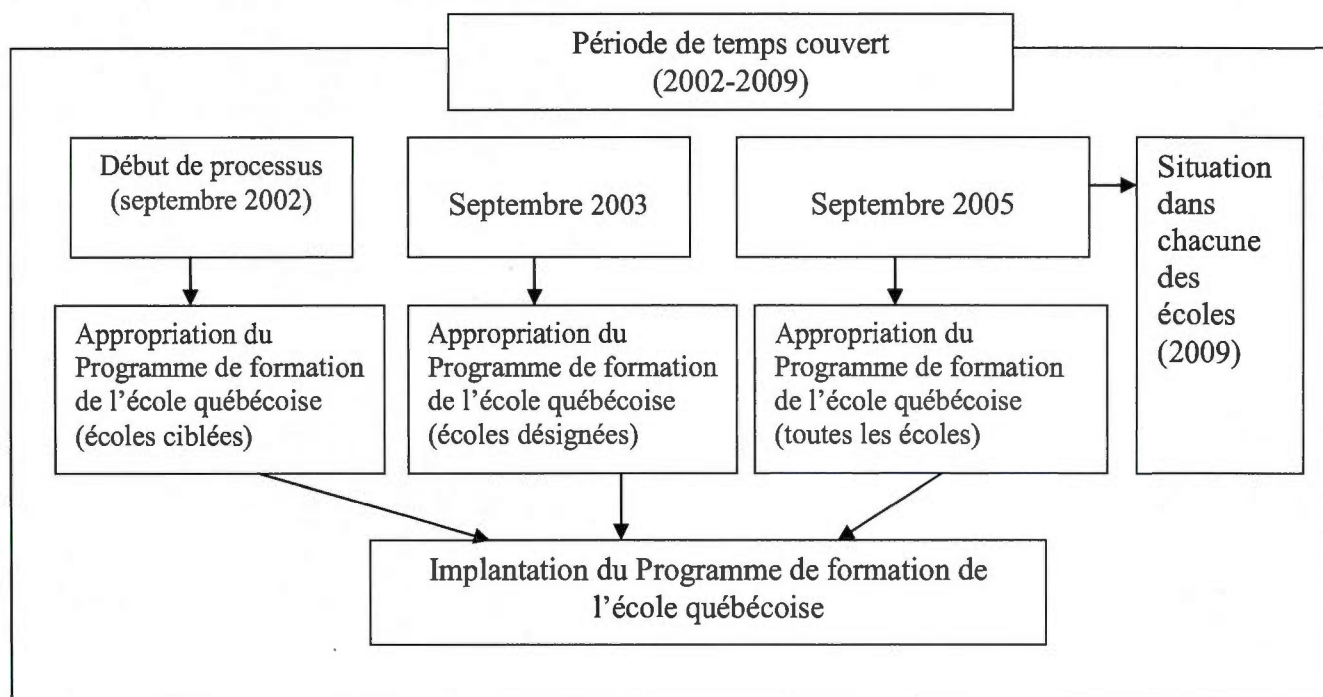 Période de temps couvert
(2002-2009)
Début de processus
(septembre 2002)
Septembre 2003
Septembre 2005
Situation
dans
chacune
des
écoles
(2009)
Appropriation du
Programme de formation
de l'école québécoise
(écoles ciblées)
Appropriation du
Programme de formation
de l'école québécoise
(écoles désignées)
Appropriation du
Programme de formation
de l'école québécoise
(toutes les écoles)
Implantation du Programme de formation de
l'école québécoise